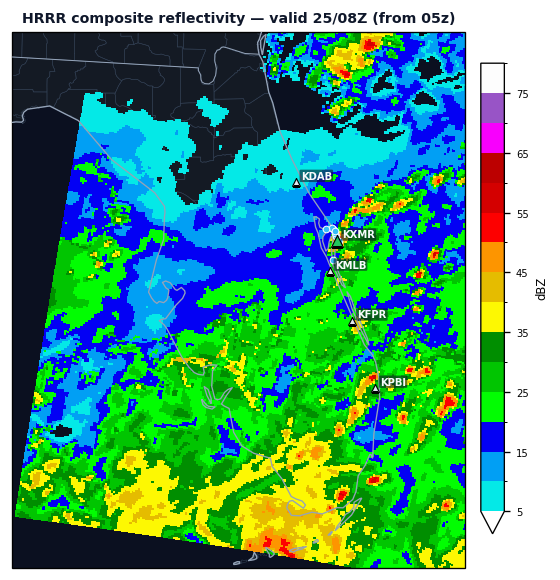 HRRR composite reflectivity — valid 25/08Z (from 05z)
KDAB
KXMR
KMLB
KFPR
KPBI
75
65
55
45
35
25
15
5
dBZ